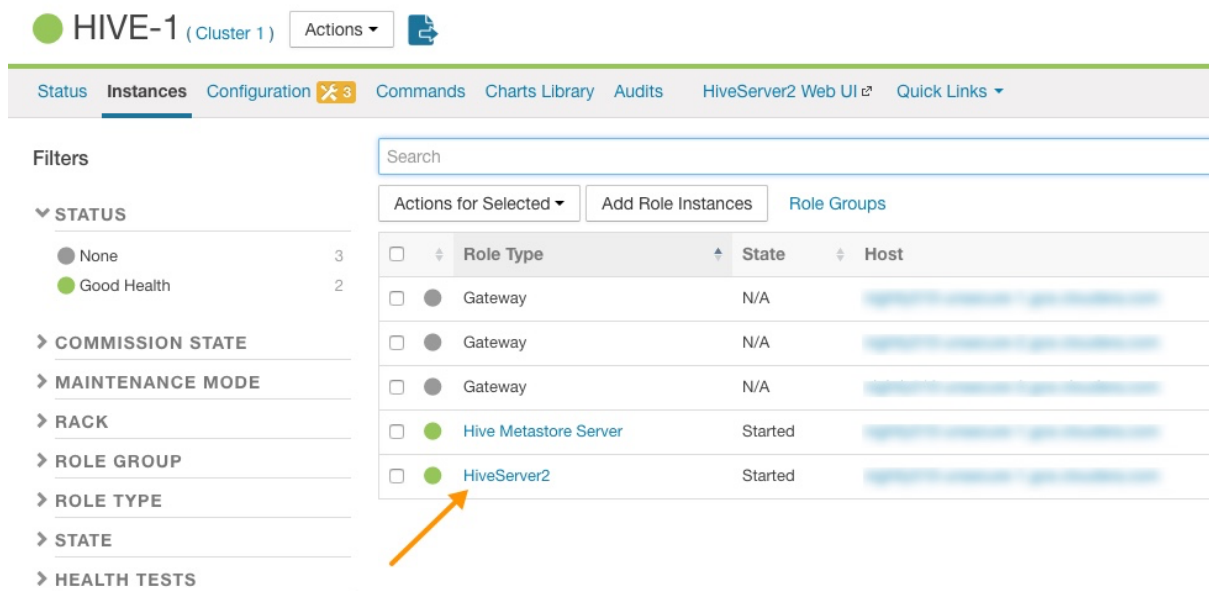 HIVE-1 ( Cluster 1 ) Actions
Status Instances Configuration 3 Commands Charts Library Audits HiveServer2 Web UI Quick Links
Filters
Search
STATUS
Actions for Selected Add Role Instances Role Groups
None 3
Good Health 2
Role Type State Host
Gateway N/A
Gateway N/A
Gateway N/A
Hive Metastore Server Started
HiveServer2 Started
COMMISSION STATE
MAINTENANCE MODE
RACK
ROLE GROUP
ROLE TYPE
STATE
HEALTH TESTS